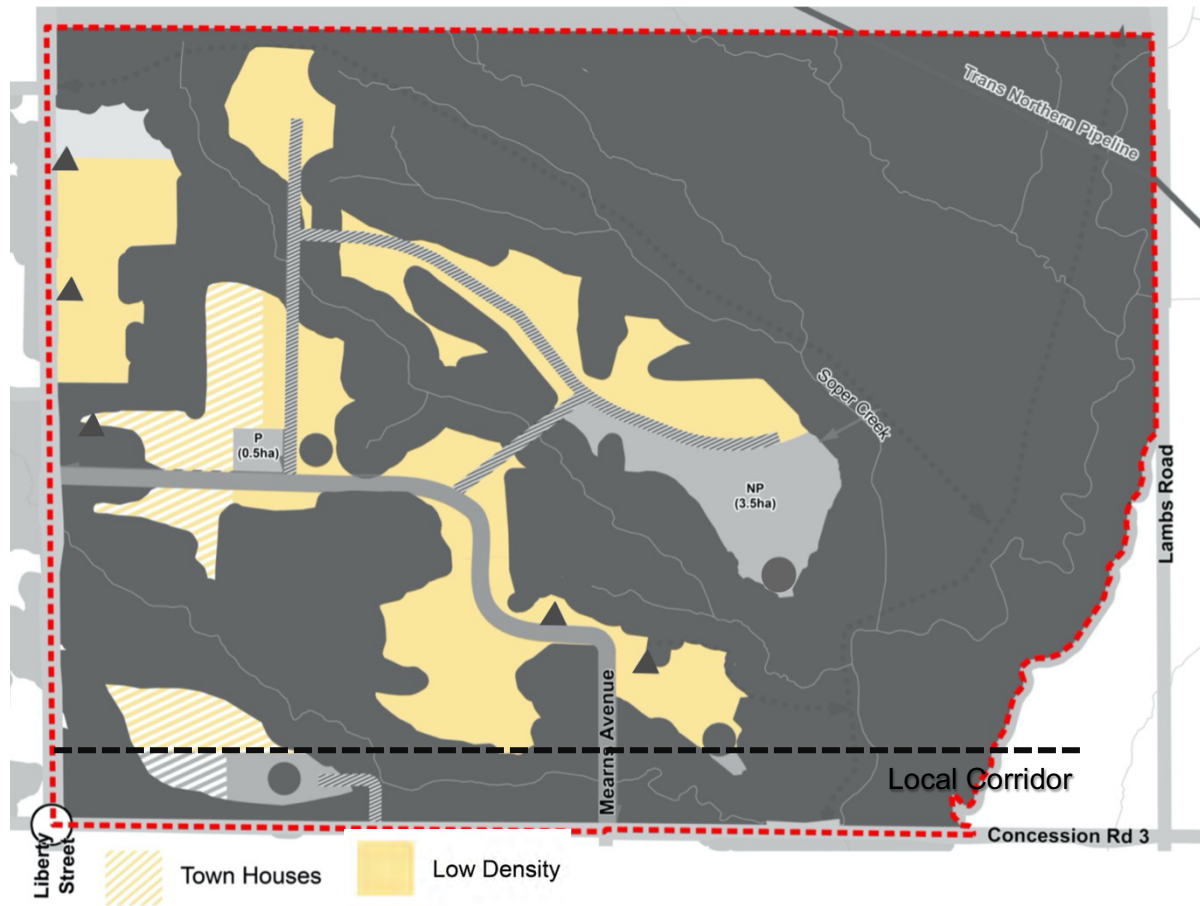 Trans Northern Pipeline
Soper Creek
P
(0.5ha)
NP
(3.5ha)
Lambs Road
Mearns Avenue
Local Corridor
Concession Rd 3
Liberty
Street
Town Houses
Low Density